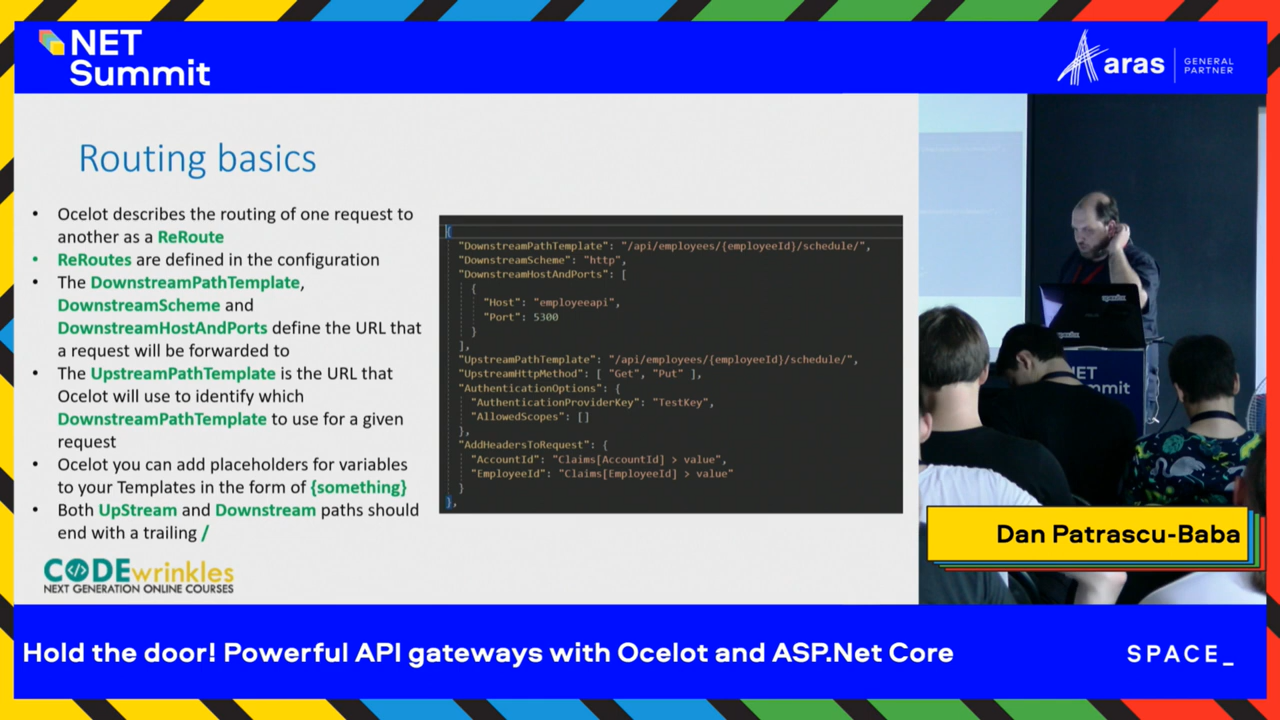 NET
Summit
aras
GENERAL
PARTNER
Routing basics
• Ocelot describes the routing of one request to
another as a ReRoute
• ReRoutes are defined in the configuration
• The DownstreamPathTemplate,
DownstreamScheme and
DownstreamHostAndPorts define the URL that
a request will be forwarded to
• The UpstreamPathTemplate is the URL that
Ocelot will use to identify which
DownstreamPathTemplate to use for a given
request
• Ocelot you can add placeholders for variables
to your Templates in the form of {something}
• Both UpStream and Downstream paths should
end with a trailing /
{
"DownstreamPathTemplate": "/api/employees/{employeeId}/schedule/",
"DownstreamScheme": "http",
"DownstreamHostAndPorts": [
{
"Host": "employeeapi",
"Port": 5300
}
],
"UpstreamPathTemplate": "/api/employees/{employeeId}/schedule/",
"UpstreamHttpMethod": [ "Get", "Put" ],
"AuthenticationOptions": {
"AuthenticationProviderKey": "TestKey",
"AllowedScopes": []
},
"AddHeadersToRequest": {
"AccountId": "Claims[AccountId] > value",
"EmployeeId": "Claims[EmployeeId] > value"
}
},
CODEwrinkles
NEXT GENERATION ONLINE COURSES
ET
mmit
Dan Patrascu-Baba
Hold the door! Powerful API gateways with Ocelot and ASP.Net Core
SPACE_